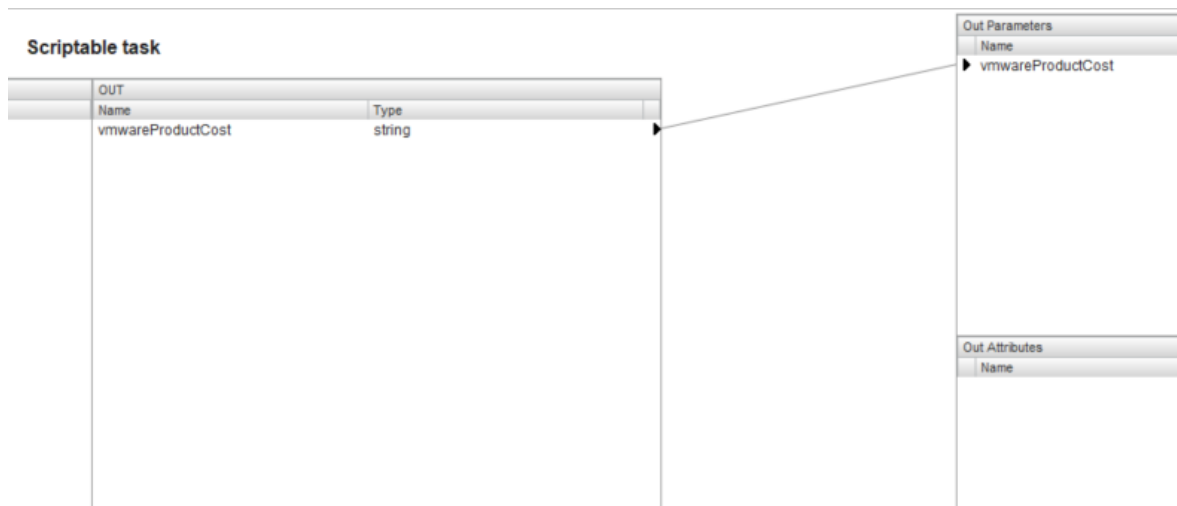 Scriptable task
OUT
Name Type
vmwareProductCost string
Out Parameters
Name
vmwareProductCost
Out Attributes
Name